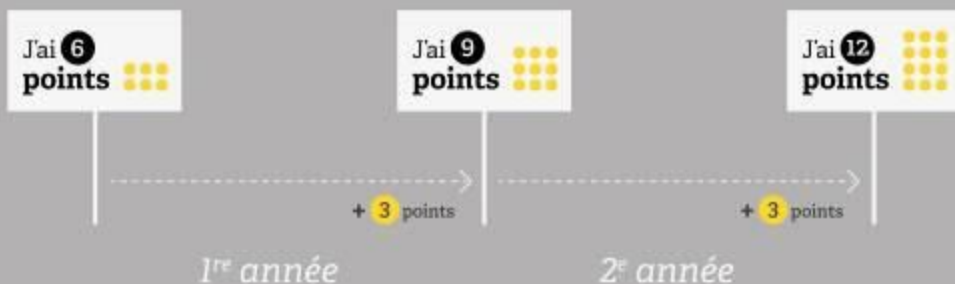 J'ai 6
points
J'ai 9
points
J'ai 12
points
+ 3 points
+ 3 points
1re année
2e année